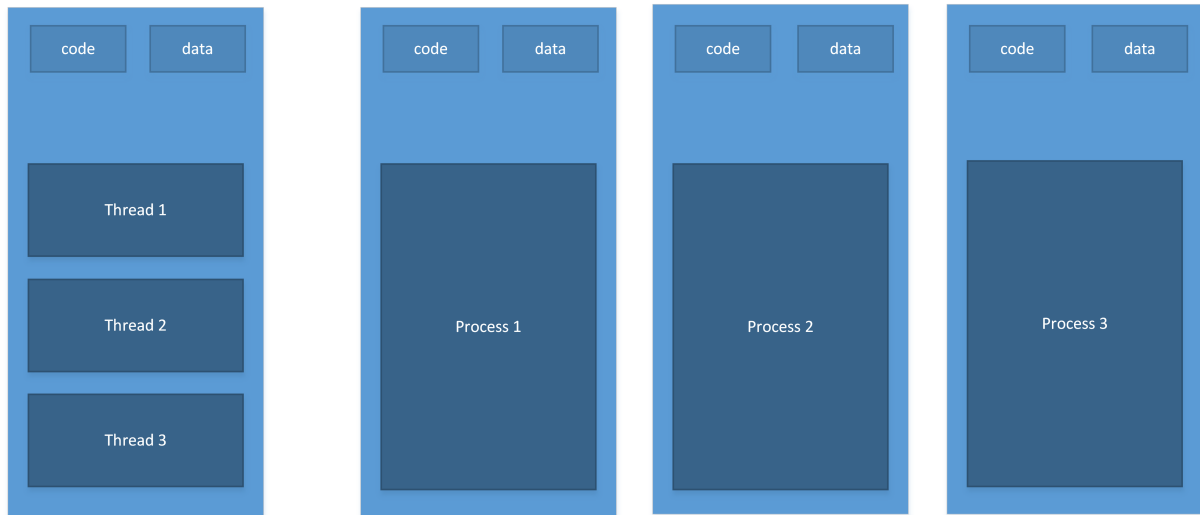 code
data
Thread 1
Thread 2
Thread 3
code
data
Process 1
code
data
Process 2
code
data
Process 3